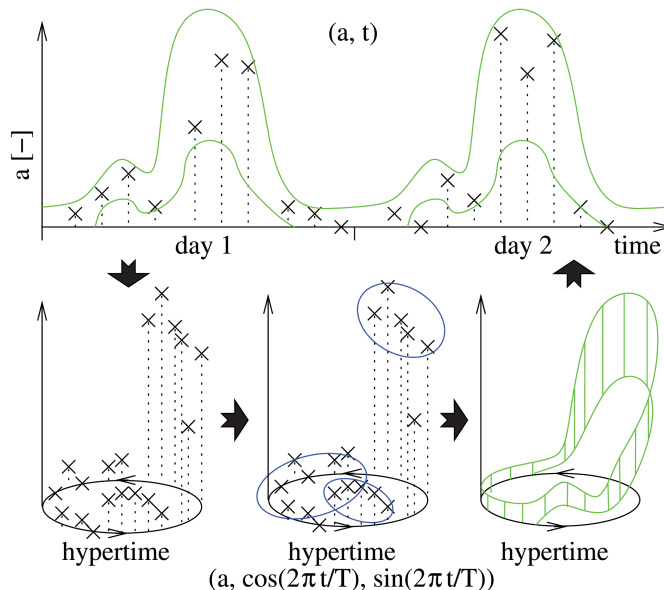 (a, t)
a [−]
day 1
day 2
time
hypertime
hypertime
hypertime
(a, cos(2π t/T), sin(2π t/T))